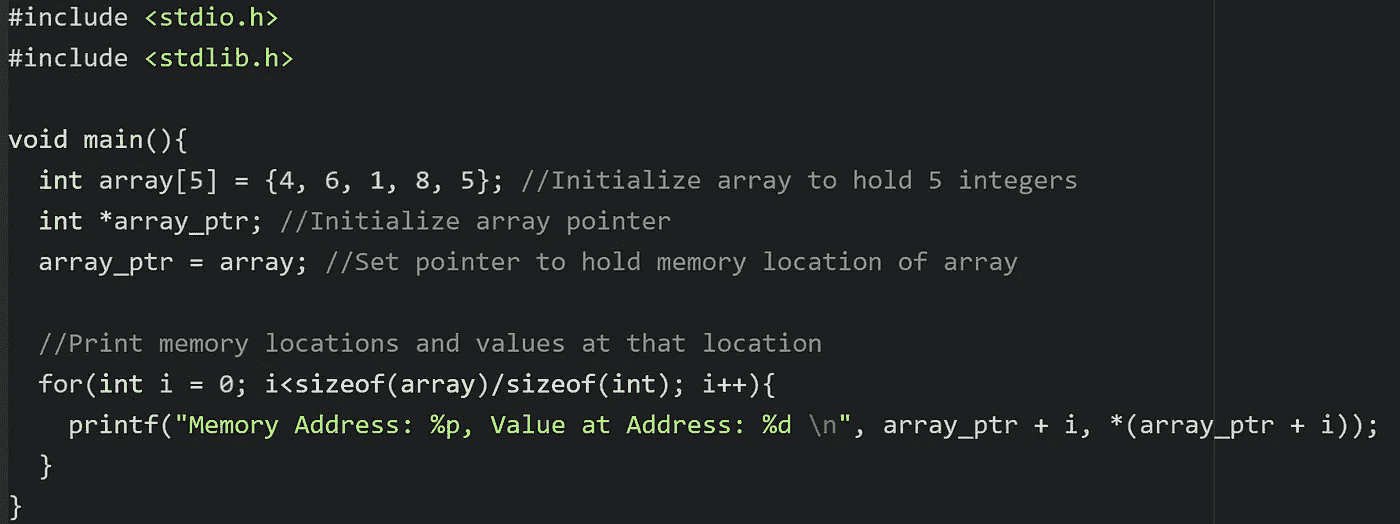 #include <stdio.h>
#include <stdlib.h>
void main(){
int array[5] = {4, 6, 1, 8, 5}; //Initialize array to hold 5 integers
int *array_ptr; //Initialize array pointer
array_ptr = array; //Set pointer to hold memory location of array
//Print memory locations and values at that location
for(int i = 0; i<sizeof(array)/sizeof(int); i++){
printf("Memory Address: %p, Value at Address: %d \n", array_ptr + i, *(array_ptr + i));
}
}